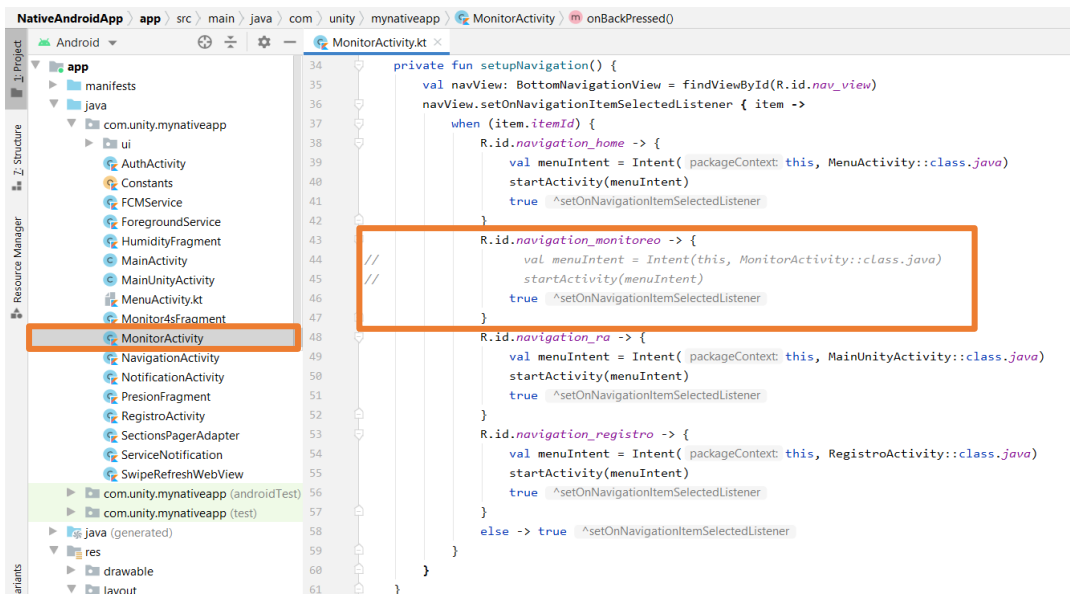 NativeAndroidApp app src main java com unity mynativeapp MonitorActivity onBackPressed()
Android
MonitorActivity.kt
1: Project
7: Structure
Resource Manager
app
manifests
java
com.unity.mynativeapp
ui
AuthActivity
Constants
FCMService
ForegroundService
HumidityFragment
MainActivity
MainUnityActivity
MenuActivity.kt
Monitor4sFragment
MonitorActivity
NavigationActivity
NotificationActivity
PresionFragment
RegistroActivity
SectionsPagerAdapter
ServiceNotification
SwipeRefreshWebView
com.unity.mynativeapp (androidTest)
com.unity.mynativeapp (test)
java (generated)
res
drawable
layout
34 private fun setupNavigation() {
35 val navView: BottomNavigationView = findViewById(R.id.nav_view)
36 navView.setOnNavigationItemSelectedListener { item ->
37 when (item.itemId) {
38 R.id.navigation_home -> {
39 val menuIntent = Intent( packageContext: this, MenuActivity::class.java)
40 startActivity(menuIntent)
41 true ^setOnNavigationItemSelectedListener
42 }
43 R.id.navigation_monitoreo -> {
44 // val menuIntent = Intent(this, MonitorActivity::class.java)
45 // startActivity(menuIntent)
46 true ^setOnNavigationItemSelectedListener
47 }
48 R.id.navigation_ra -> {
49 val menuIntent = Intent( packageContext: this, MainUnityActivity::class.java)
50 startActivity(menuIntent)
51 true ^setOnNavigationItemSelectedListener
52 }
53 R.id.navigation_registro -> {
54 val menuIntent = Intent( packageContext: this, RegistroActivity::class.java)
55 startActivity(menuIntent)
56 true ^setOnNavigationItemSelectedListener
57 }
58 else -> true ^setOnNavigationItemSelectedListener
59 }
60 }
61 }